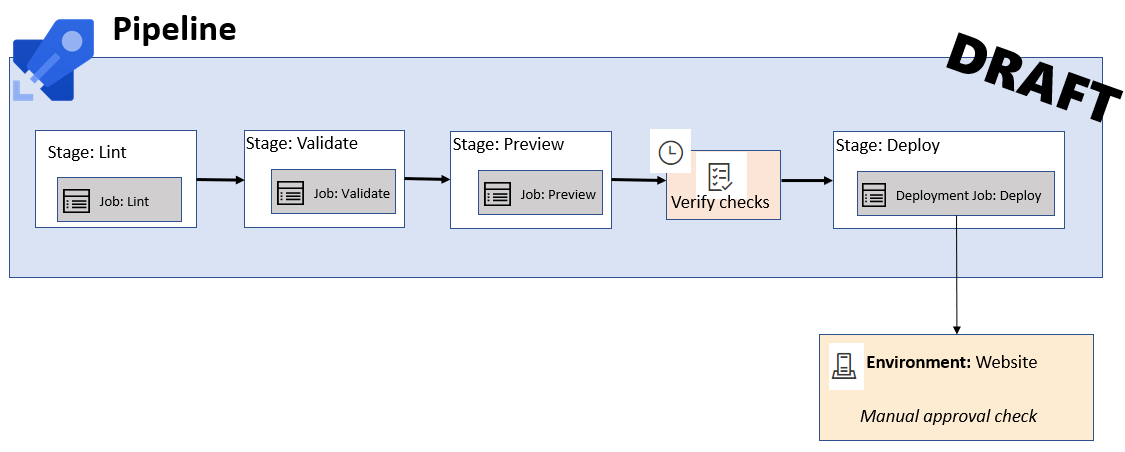 Pipeline
DRAFT
Stage: Lint
Job: Lint
Stage: Validate
Job: Validate
Stage: Preview
Job: Preview
Verify checks
Stage: Deploy
Deployment Job: Deploy
Environment: Website
Manual approval check